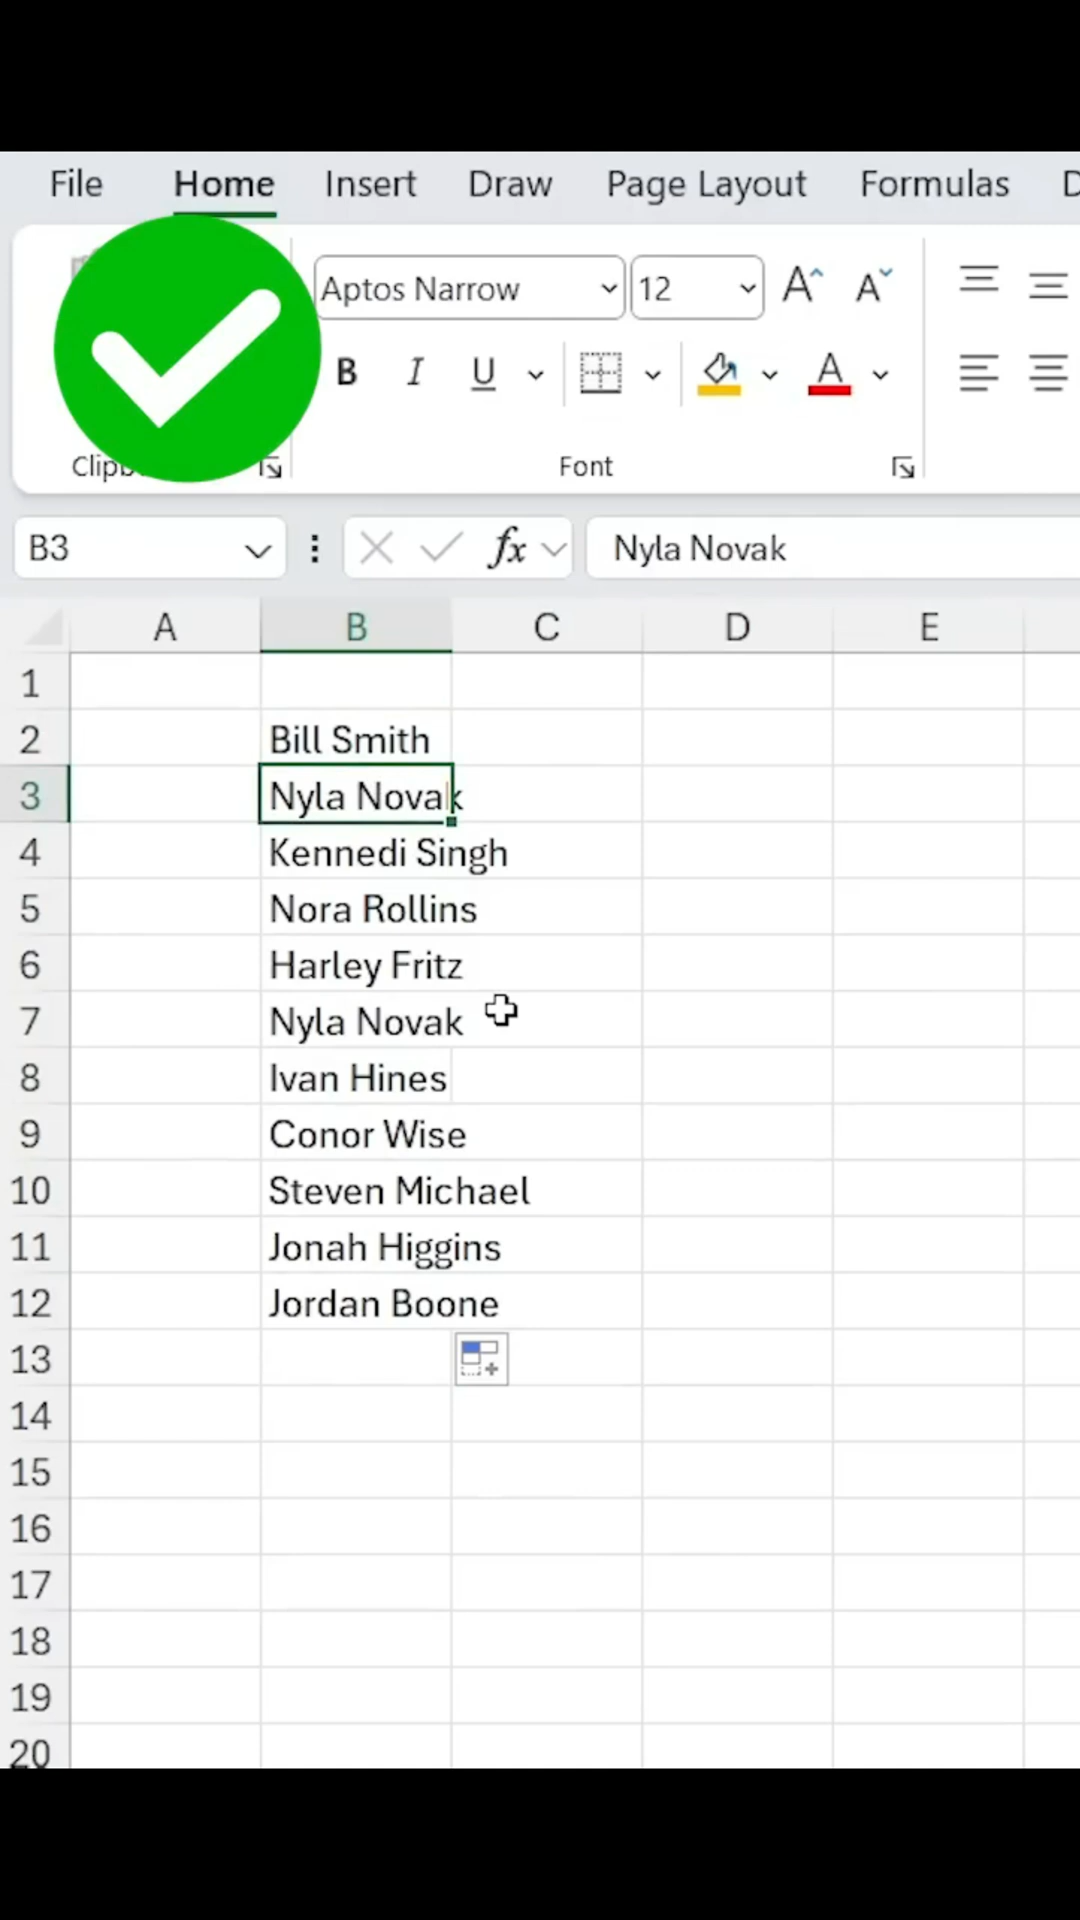 File Home Insert Draw Page Layout Formulas D
Aptos Narrow 12 A A
B I U A
Font
B3 fx Nyla Novak
A B C D E
1
2 Bill Smith
3 Nyla Novak
4 Kennedi Singh
5 Nora Rollins
6 Harley Fritz
7 Nyla Novak
8 Ivan Hines
9 Conor Wise
10 Steven Michael
11 Jonah Higgins
12 Jordan Boone
13
14
15
16
17
18
19
20